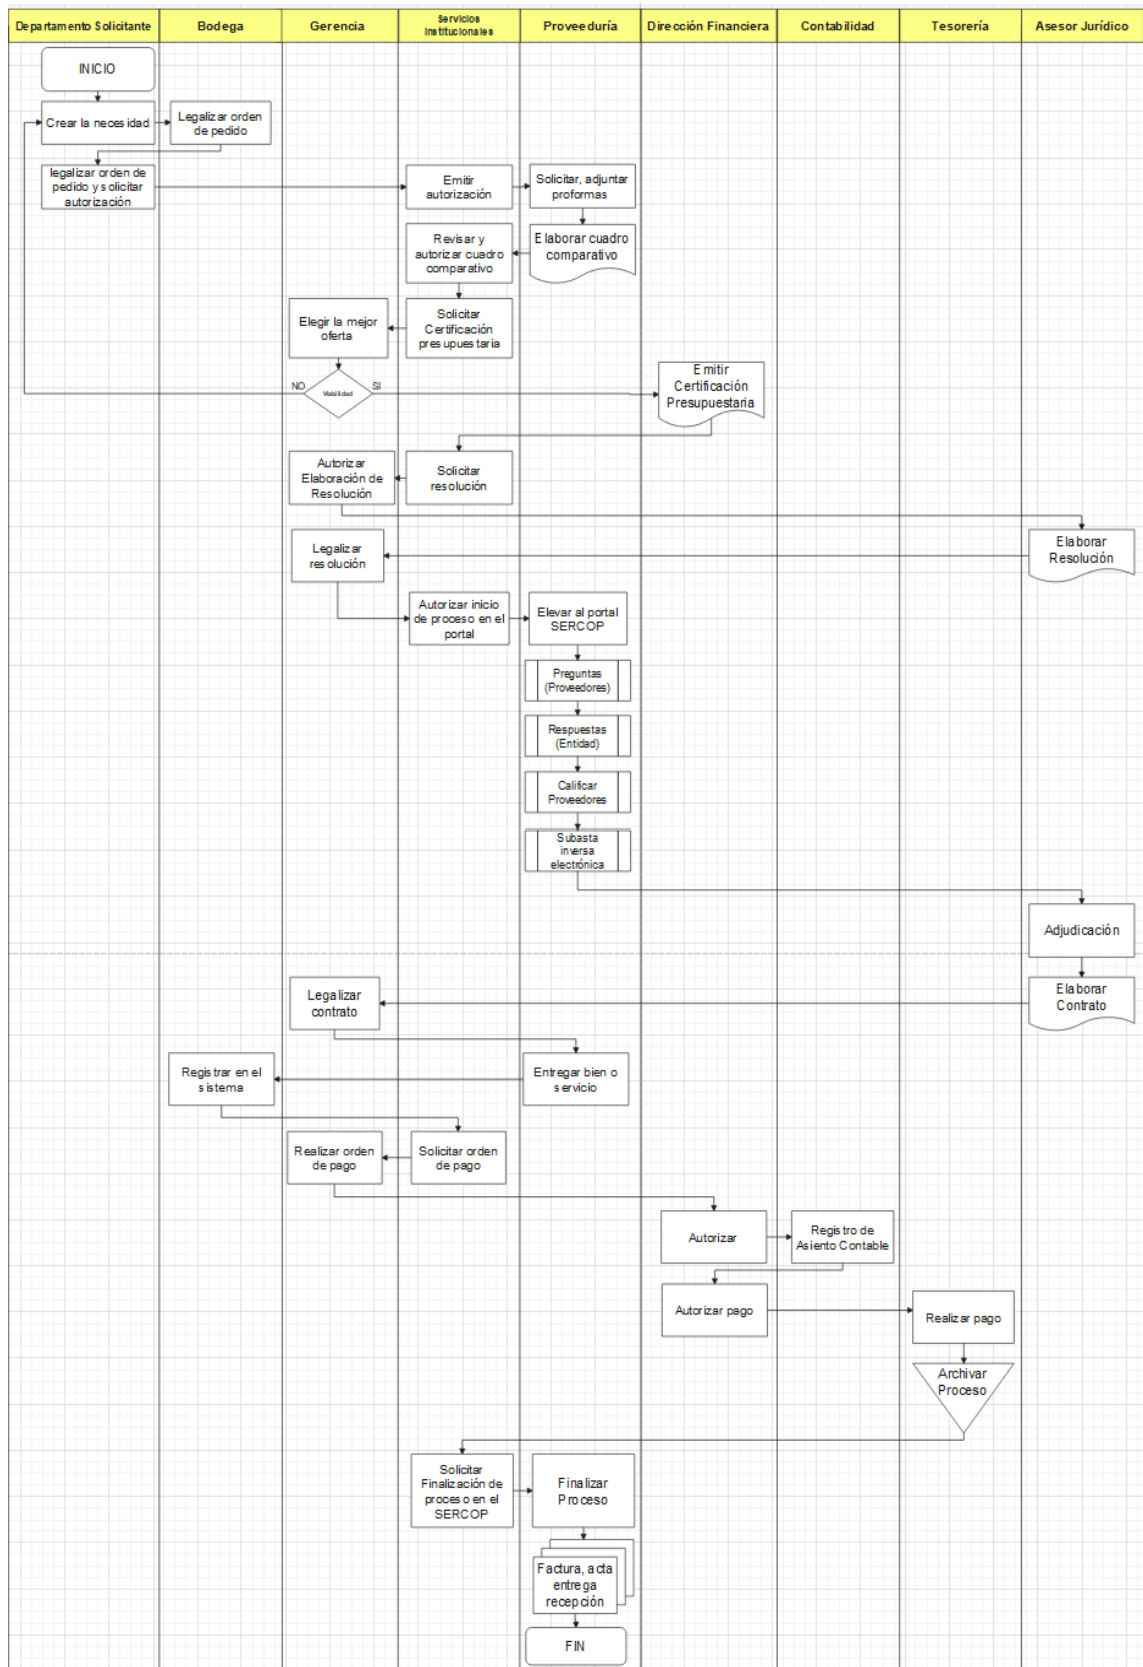 Departamento Solicitante
Bodega
Gerencia
Servicios
Institucionales
Proveeduría
Dirección Financiera
Contabilidad
Tesorería
Asesor Jurídico
INICIO
Crear la necesidad
Legalizar orden
de pedido
legalizar orden de
pedido y solicitar
autorización
Emitir
autorización
Solicitar, adjuntar
proformas
Revisar y
autorizar cuadro
comparativo
Elaborar cuadro
comparativo
Elegir la mejor
oferta
Solicitar
Certificación
presupuestaria
NO
Viabilidad
SI
Emitir
Certificación
Presupuestaria
Autorizar
Elaboración de
Resolución
Solicitar
resolución
Legalizar
resolución
Elaborar
Resolución
Autorizar inicio
de proceso en el
portal
Elevar al portal
SERCOP
Preguntas
(Proveedores)
Respuestas
(Entidad)
Calificar
Proveedores
Subasta
inversa
electrónica
Adjudicación
Legalizar
contrato
Elaborar
Contrato
Registrar en el
sistema
Entregar bien o
servicio
Realizar orden
de pago
Solicitar orden
de pago
Autorizar
Registro de
Asiento Contable
Autorizar pago
Realizar pago
Archivar
Proceso
Solicitar
Finalización de
proceso en el
SERCOP
Finalizar
Proceso
Factura, acta
entrega
recepción
FIN